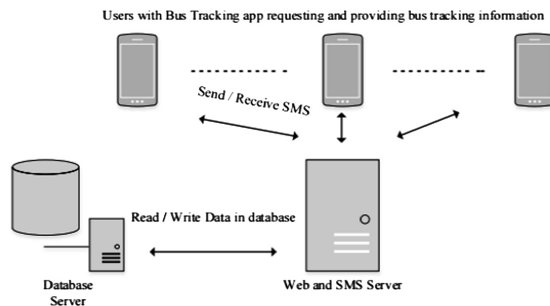 Users with Bus Tracking app requesting and providing bus tracking information
Send / Receive SMS
Read / Write Data in database
Database
Server
Web and SMS Server